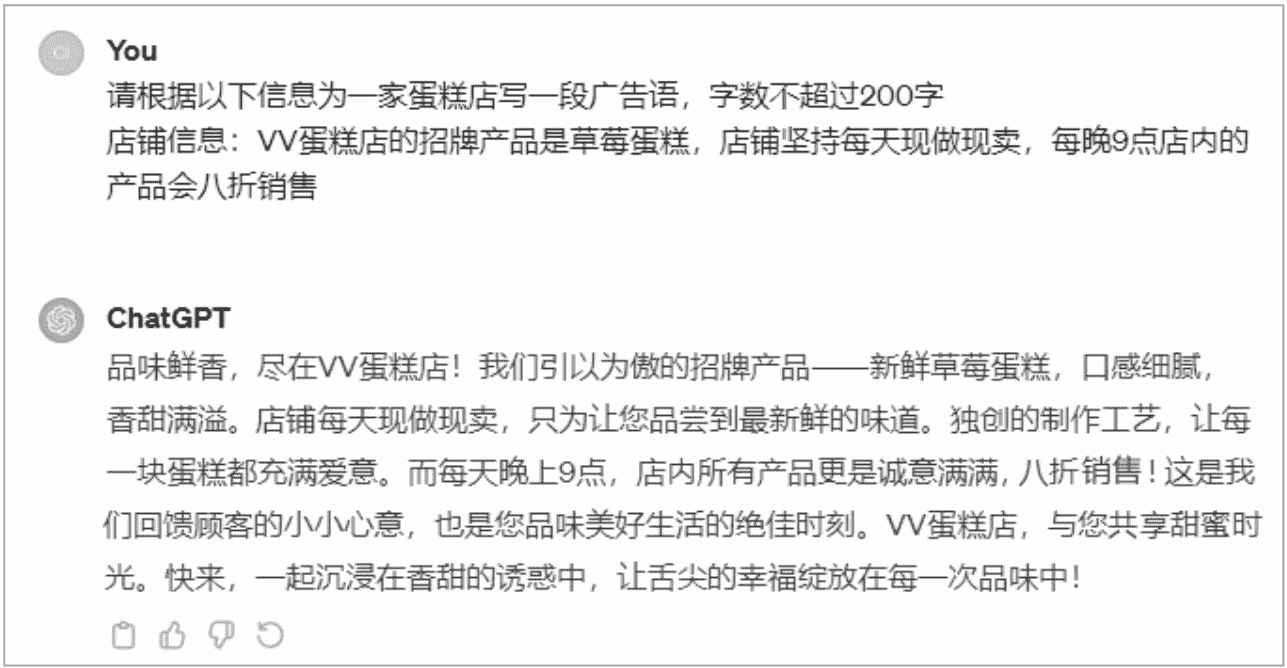 You
请根据以下信息为一家蛋糕店写一段广告语，字数不超过200字
店铺信息：VV蛋糕店的招牌产品是草莓蛋糕，店铺坚持每天现做现卖，每晚9点店内的
产品会八折销售
ChatGPT
品味鲜香，尽在VV蛋糕店！我们引以为傲的招牌产品——新鲜草莓蛋糕，口感细腻，
香甜满溢。店铺每天现做现卖，只为让您品尝到最新鲜的味道。独创的制作工艺，让每
一块蛋糕都充满爱意。而每天晚上9点，店内所有产品更是诚意满满，八折销售！这是我
们回馈顾客的小小心意，也是您品味美好生活的绝佳时刻。VV蛋糕店，与您共享甜蜜时
光。快来，一起沉浸在香甜的诱惑中，让舌尖的幸福绽放在每一次品味中！